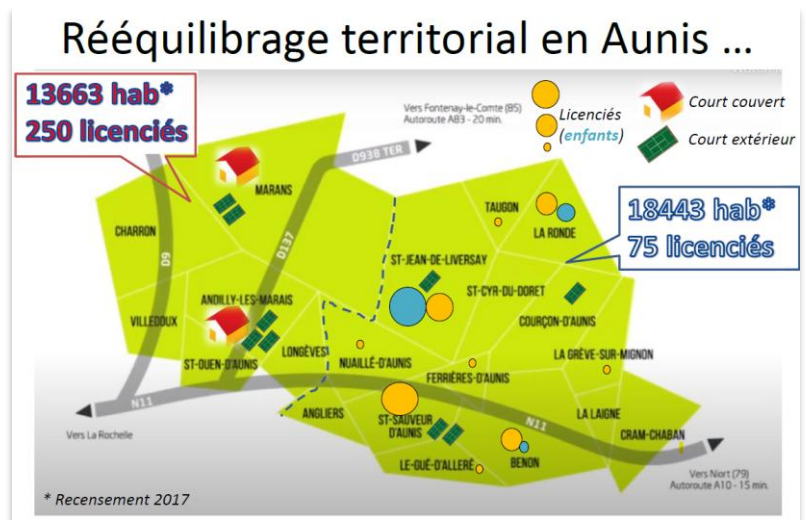 Rééquilibrage territorial en Aunis ...
13663 hab*
250 licenciés
Vers Fontenay-le-Comte (85)
Autoroute A83 - 20 min.
Licenciés
(enfants)
Court couvert
Court extérieur
D938 TER
MARANS
TAUGON
LA RONDE
18443 hab*
75 licenciés
CHARRON
D9
D137
ST-JEAN-DE-LIVERSAY
ST-CYR-DU-DORET
COURÇON-D'AUNIS
ANDILLY-LES-MARAIS
VILLEDOUX
ST-OUEN-D'AUNIS
LONGÈVES
NUAILLÉ-D'AUNIS
FERRIÈRES-D'AUNIS
LA GRÈVE-SUR-MIGNON
N11
ANGLIERS
ST-SAUVEUR
D'AUNIS
N11
LA LAIGNE
CRAM-CHABAN
Vers La Rochelle
LE-GUÉ-D'ALLERÉ
BENON
Vers Niort (79)
Autoroute A10 - 15 min.
* Recensement 2017